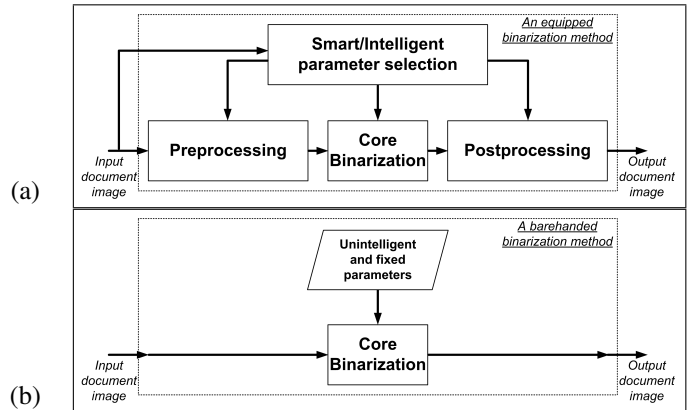 An equipped
binarization method
Smart/Intelligent
parameter selection
Preprocessing
Core
Binarization
Postprocessing
Input
document
image
Output
document
image
(a)
A barehanded
binarization method
Unintelligent
and fixed
parameters
Core
Binarization
Input
document
image
Output
document
image
(b)